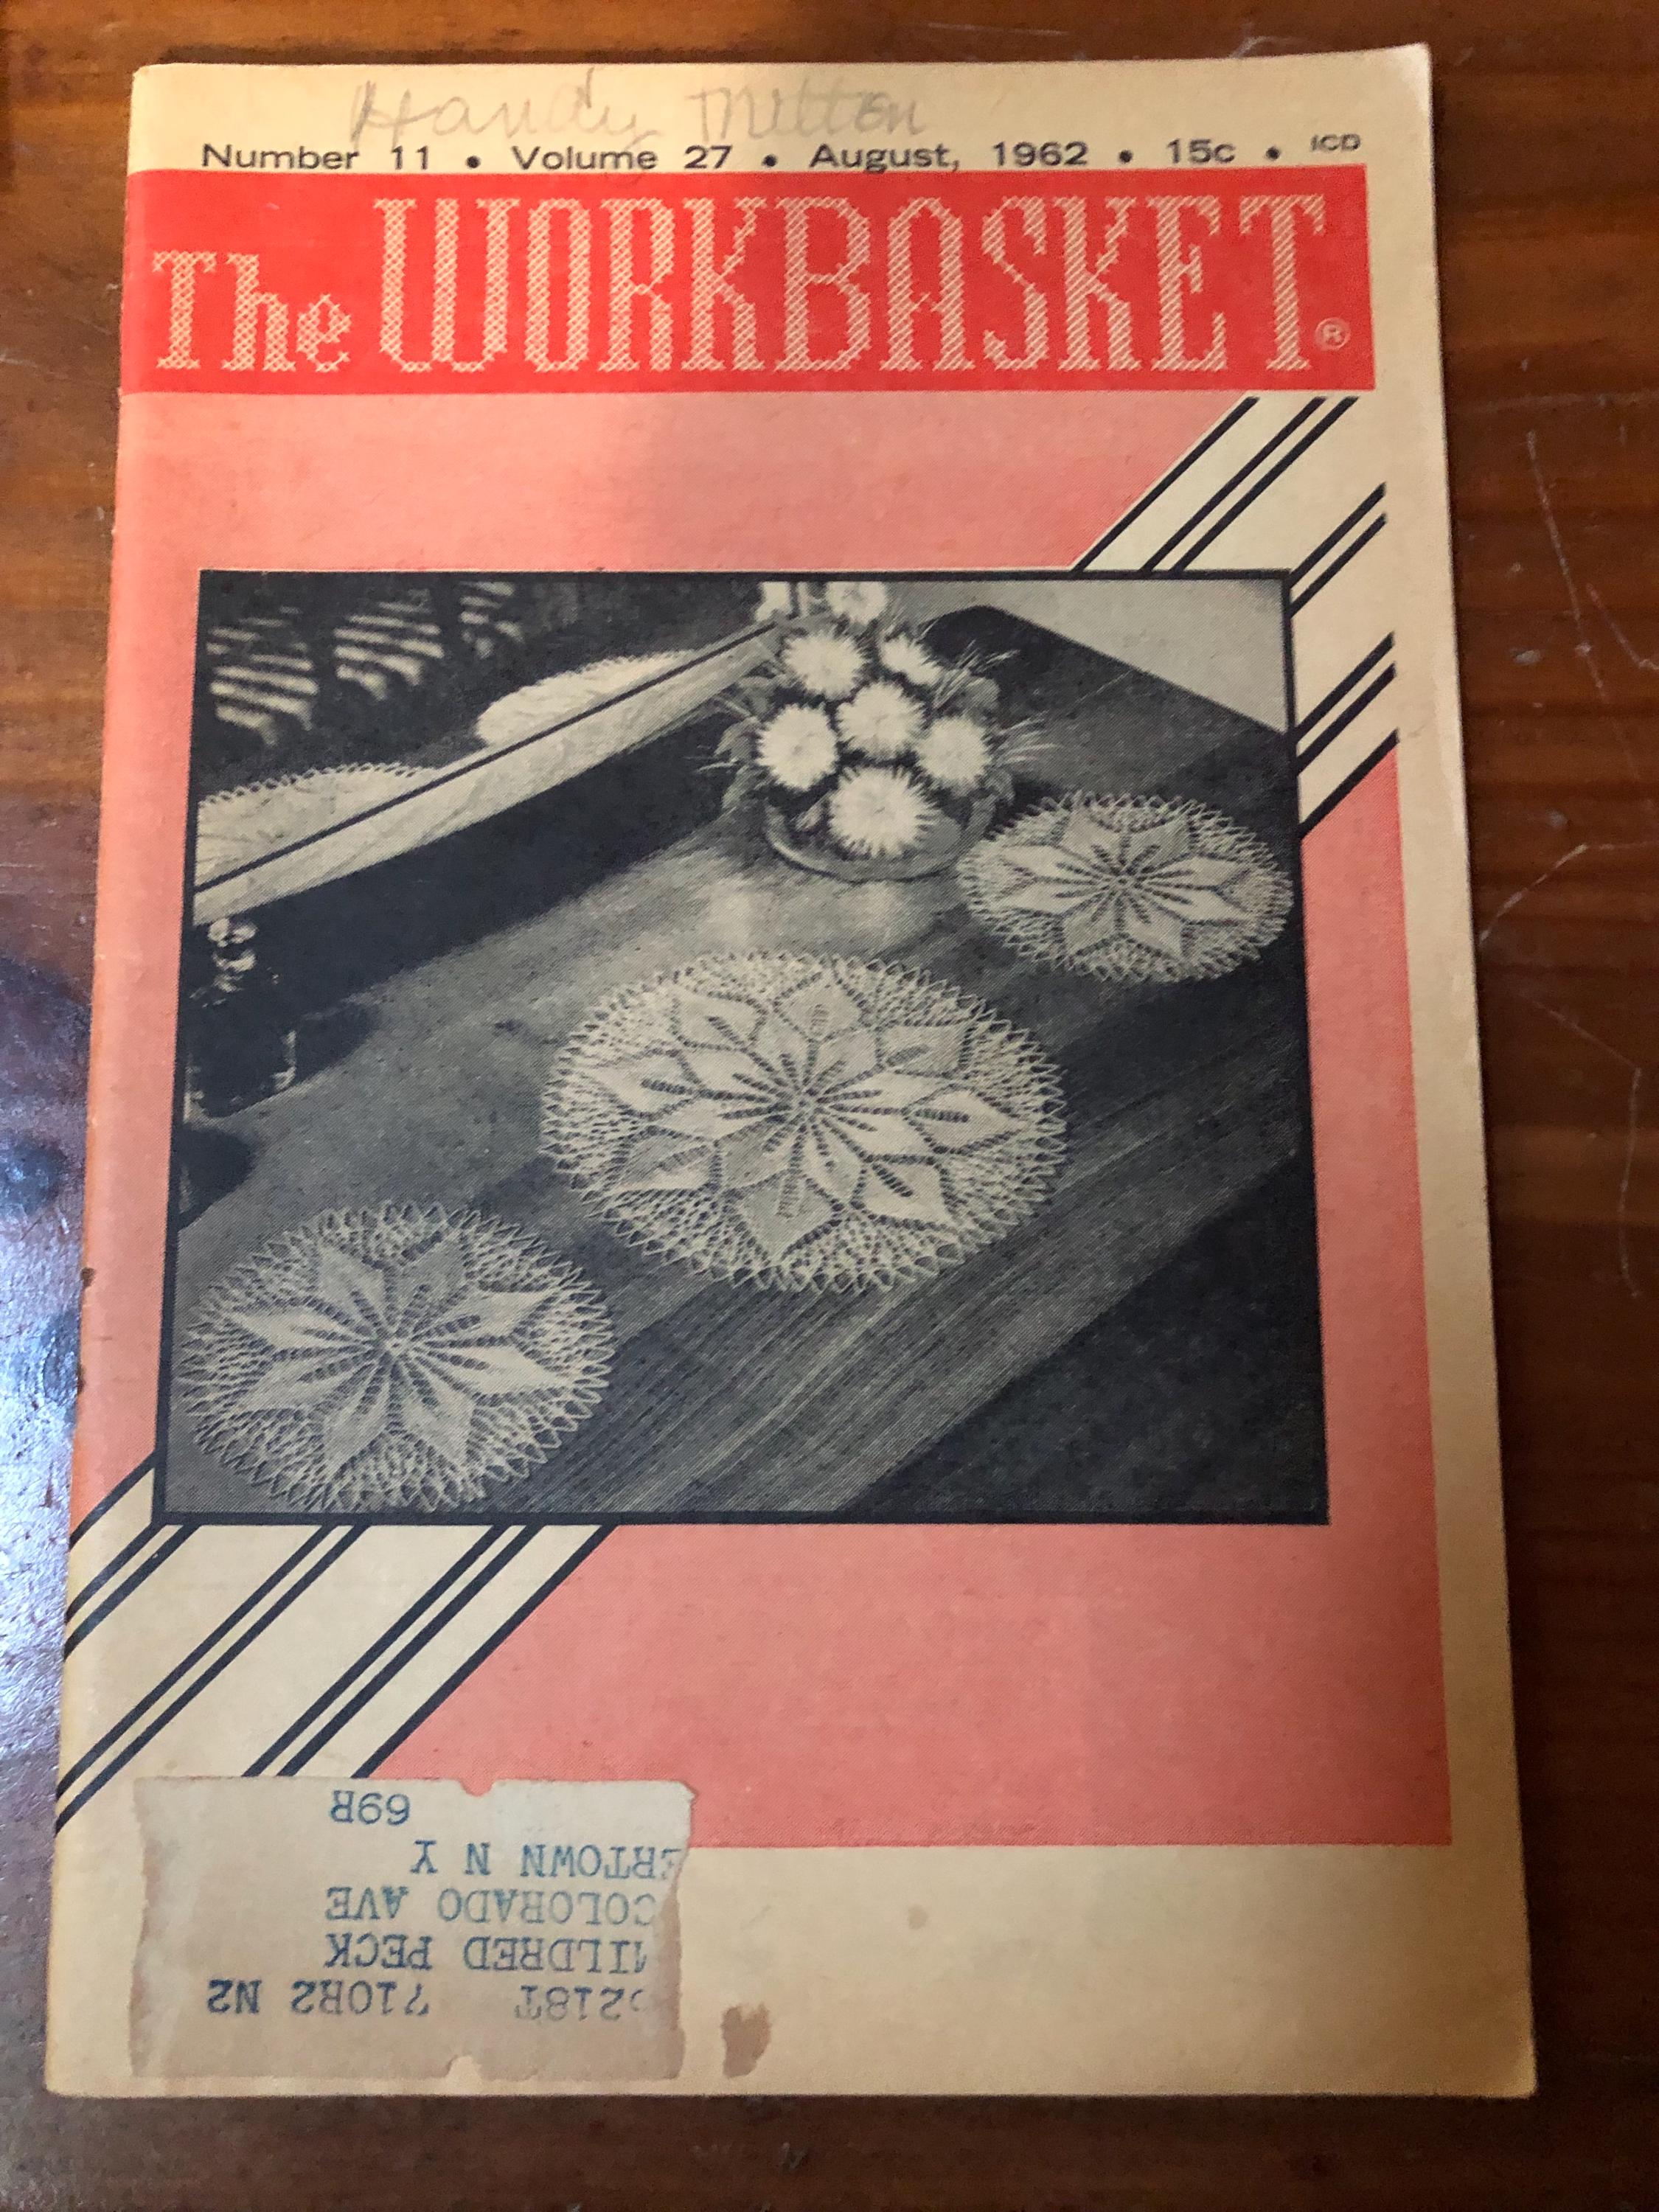 Handy Mitten
Number 11 • Volume 27 • August, 1962 • 15c • ICD
The WORKBASKET®
5218T 710R2 N2
MILDRED PECK
COLORADO AVE
ERTOWN N Y
69R